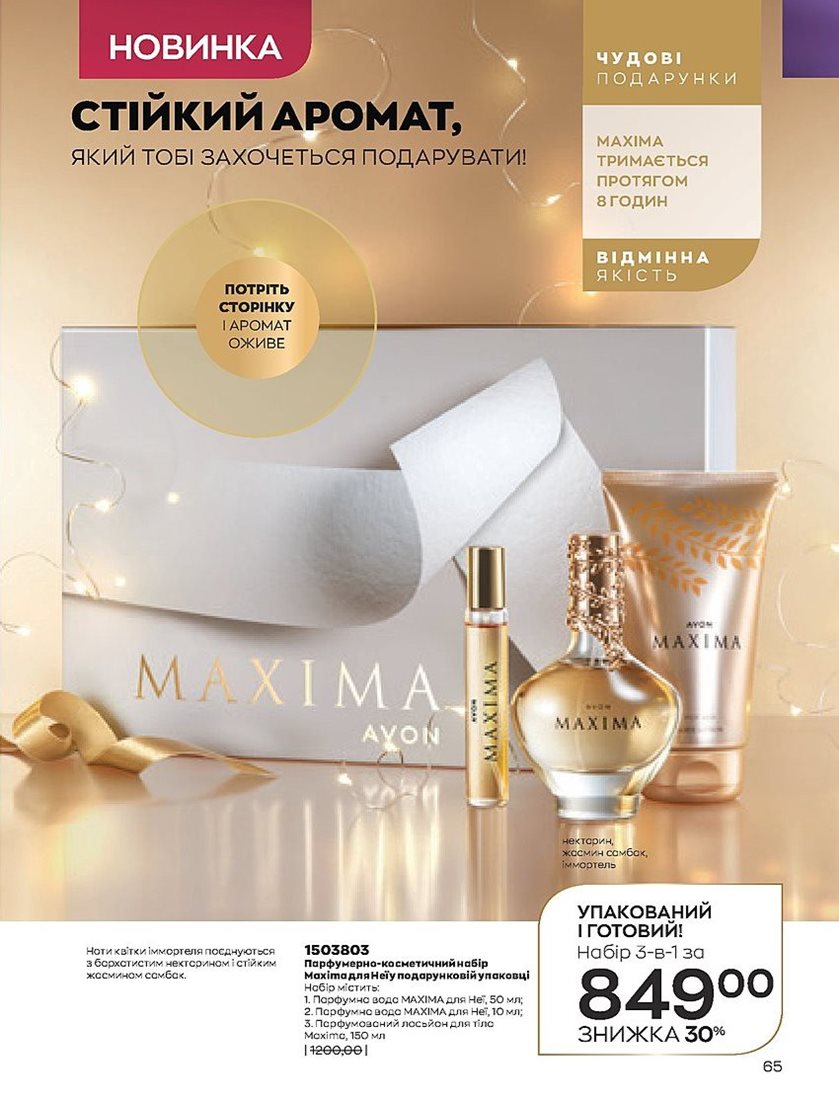 НОВИНКА
СТІЙКИЙ АРОМАТ,
ЯКИЙ ТОБІ ЗАХОЧЕТЬСЯ ПОДАРУВАТИ!
ЧУДОВІ
ПОДАРУНКИ
MAXIMA
ТРИМАЄТЬСЯ
ПРОТЯГОМ
8 ГОДИН
ВІДМІННА
ЯКІСТЬ
ПОТРІТЬ
СТОРІНКУ
І АРОМАТ
ОЖИВЕ
MAXIMA
AVON
AVON
MAXIMA
AVON
MAXIMA
AVON
MAXIMA
нектарин,
жасмин самбак,
іммортель
Ноти квітки іммортеля поєднуються
з бархатистим нектарином і стійким
жасмином самбак.
1503803
Парфумерно-косметичний набір
Maxima для Неї у подарунковій упаковці
Набір містить:
1. Парфумна вода MAXIMA для Неї, 50 мл;
2. Парфумна вода MAXIMA для Неї, 10 мл;
3. Парфумований лосьйон для тіла
Maxima, 150 мл
| 1200,00 |
УПАКОВАНИЙ
І ГОТОВИЙ!
Набір 3-в-1 за
849⁰⁰
ЗНИЖКА 30%
65